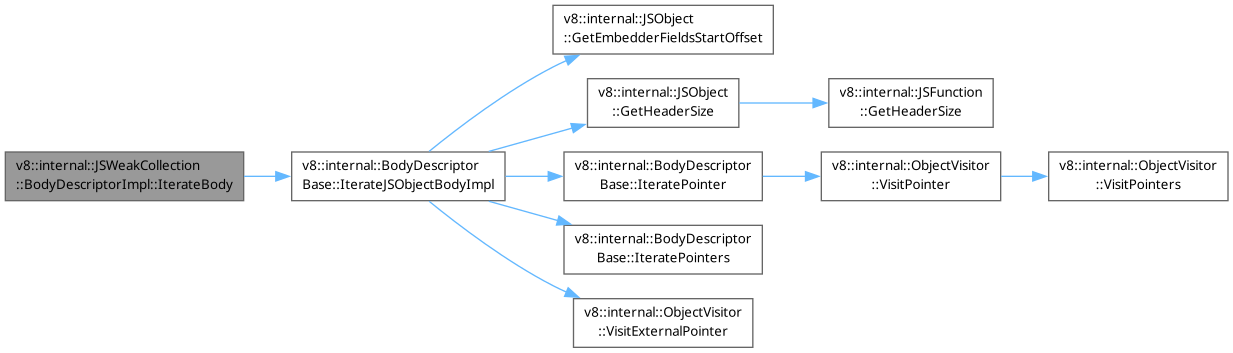 v8::internal::JSWeakCollection
::BodyDescriptorImpl::IterateBody
v8::internal::BodyDescriptor
Base::IterateJSObjectBodyImpl
v8::internal::JSObject
::GetEmbedderFieldsStartOffset
v8::internal::JSObject
::GetHeaderSize
v8::internal::JSFunction
::GetHeaderSize
v8::internal::BodyDescriptor
Base::IteratePointer
v8::internal::ObjectVisitor
::VisitPointer
v8::internal::ObjectVisitor
::VisitPointers
v8::internal::BodyDescriptor
Base::IteratePointers
v8::internal::ObjectVisitor
::VisitExternalPointer